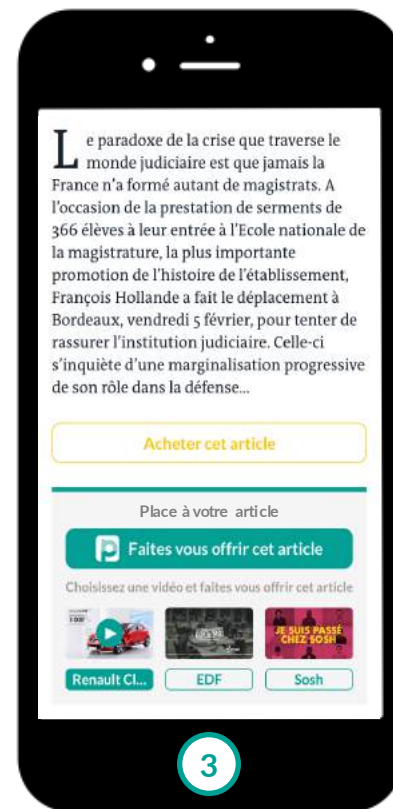 Le paradoxe de la crise que traverse le
monde judiciaire est que jamais la
France n'a formé autant de magistrats. A
l'occasion de la prestation de serments de
366 élèves à leur entrée à l'Ecole nationale de
la magistrature, la plus importante
promotion de l'histoire de l'établissement,
François Hollande a fait le déplacement à
Bordeaux, vendredi 5 février, pour tenter de
rassurer l'institution judiciaire. Celle-ci
s'inquiète d'une marginalisation progressive
de son rôle dans la défense...
Acheter cet article
Place à votre article
Faites vous offrir cet article
Choisissez une vidéo et faites vous offrir cet article
JE SUIS PASSÉ
CHEZ SOSH
Renault Cl... EDF Sosh
3